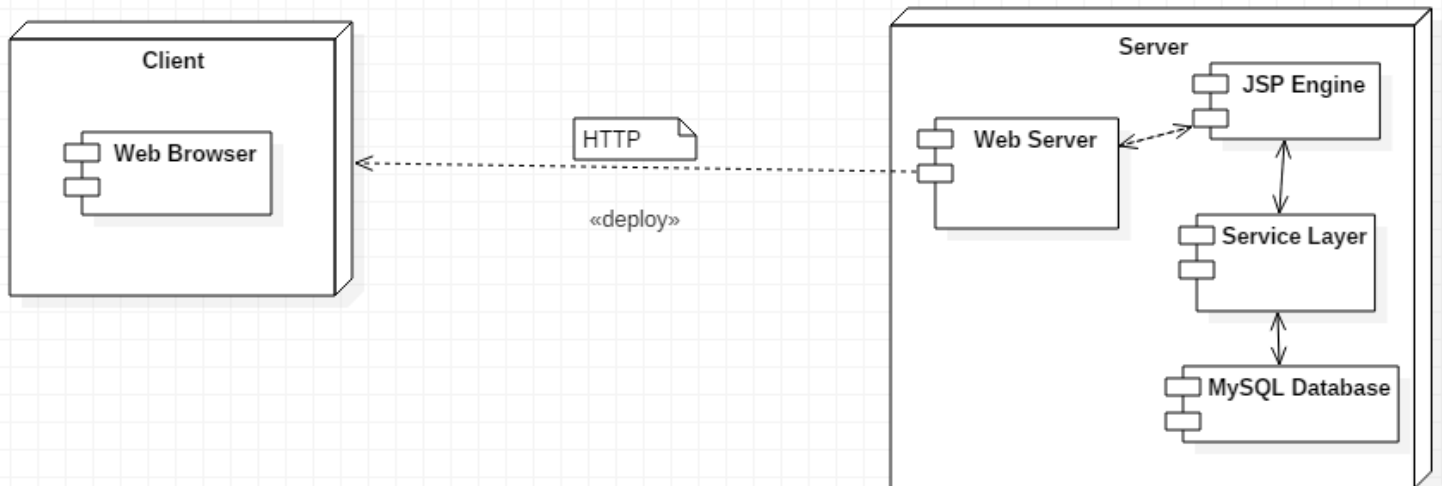 Client
Web Browser
HTTP
«deploy»
Server
Web Server
JSP Engine
Service Layer
MySQL Database